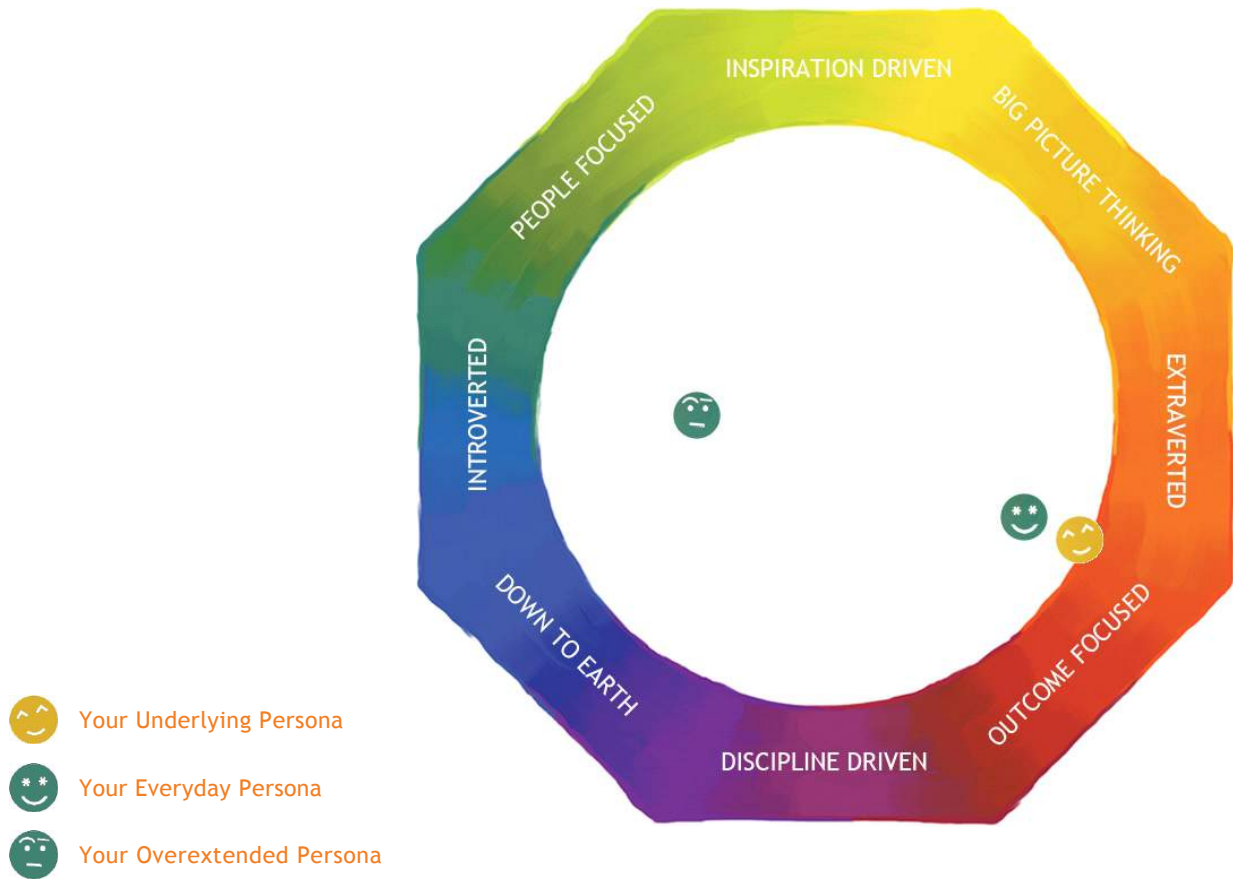 INSPIRATION DRIVEN
BIG PICTURE THINKING
PEOPLE FOCUSED
EXTRAVERTED
INTROVERTED
OUTCOME FOCUSED
DOWN TO EARTH
DISCIPLINE DRIVEN
Your Underlying Persona
Your Everyday Persona
Your Overextended Persona